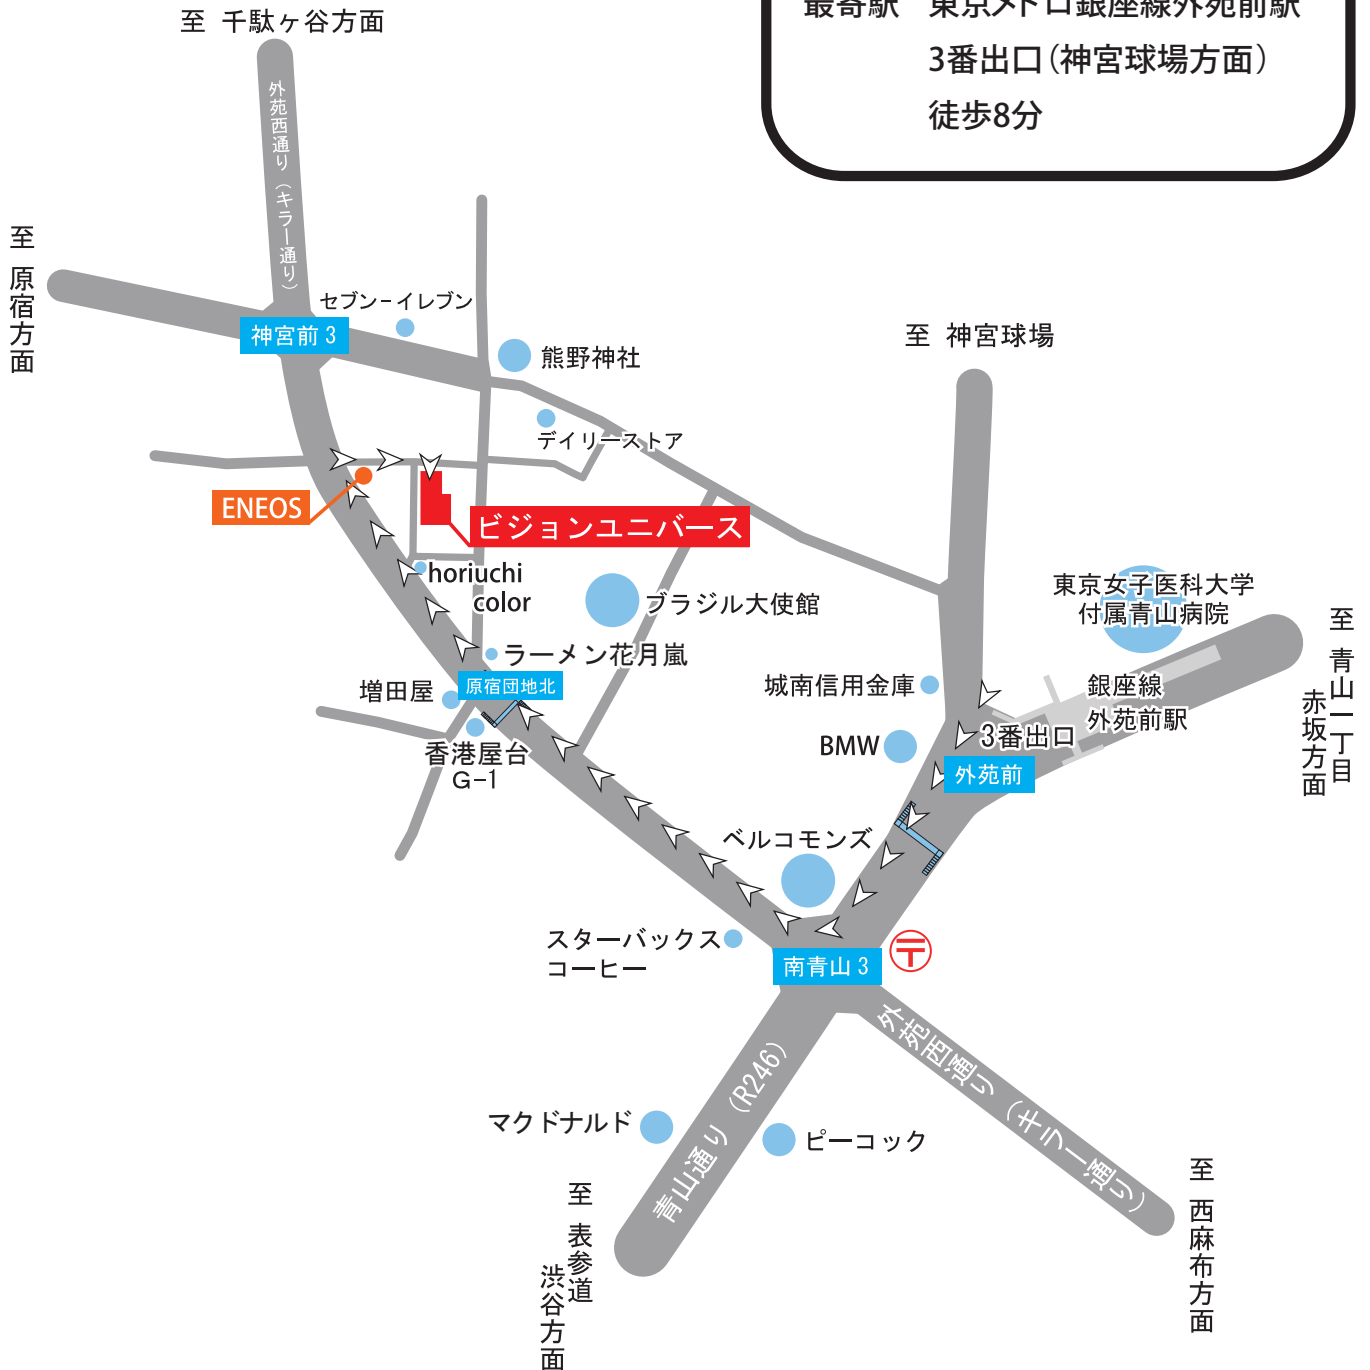 最寄駅 東京メトロ銀座線外苑前駅
3番出口（神宮球場方面）
徒歩8分
至 千駄ヶ谷方面
外苑西通り（キラー通り）
至 原宿方面
セブン-イレブン
神宮前 3
熊野神社
至 神宮球場
デイリーストア
ENEOS
ビジョンユニバース
horiuchi
color
ブラジル大使館
東京女子医科大学
付属青山病院
至 青山一丁目
赤坂方面
ラーメン花月嵐
増田屋
原宿団地北
城南信用金庫
銀座線
外苑前駅
香港屋台
G-1
BMW
3番出口
外苑前
ベルコモンズ
スターバックス
コーヒー
南青山 3
〒
外苑西通り（キラー通り）
青山通り（R246）
マクドナルド
ピーコック
至 表参道
渋谷方面
至 西麻布方面